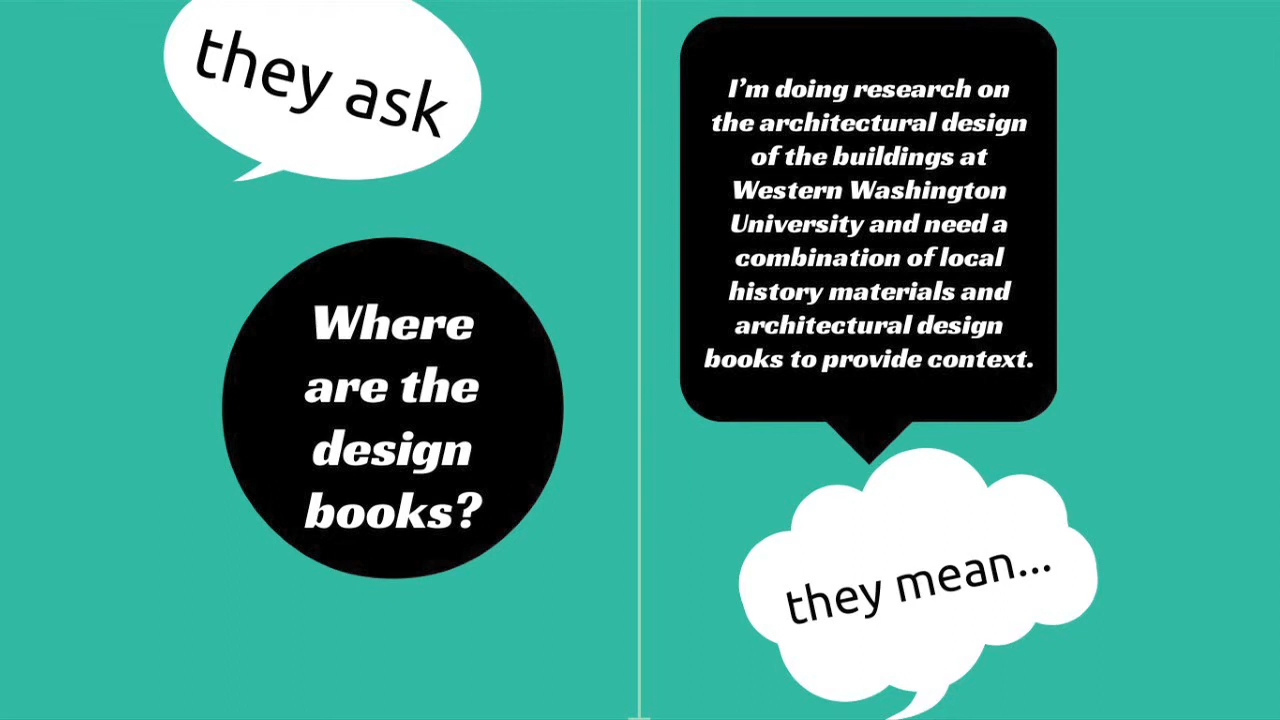 they ask
Where
are the
design
books?
I'm doing research on
the architectural design
of the buildings at
Western Washington
University and need a
combination of local
history materials and
architectural design
books to provide context.
they mean...